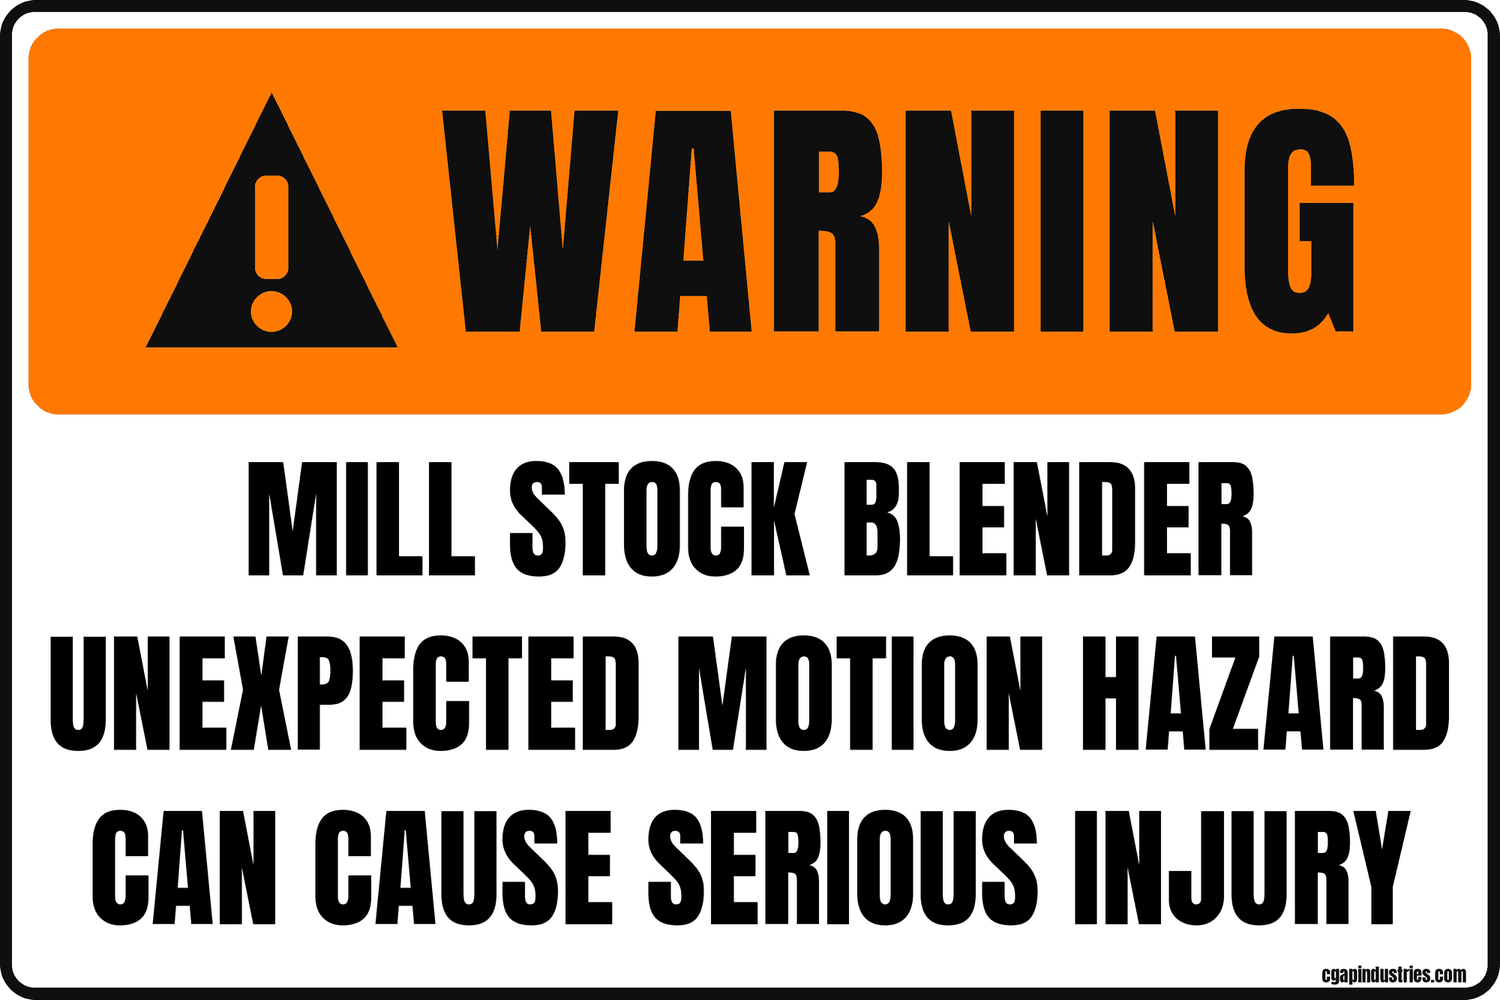 WARNING
MILL STOCK BLENDER
UNEXPECTED MOTION HAZARD
CAN CAUSE SERIOUS INJURY
cgapindustries.com